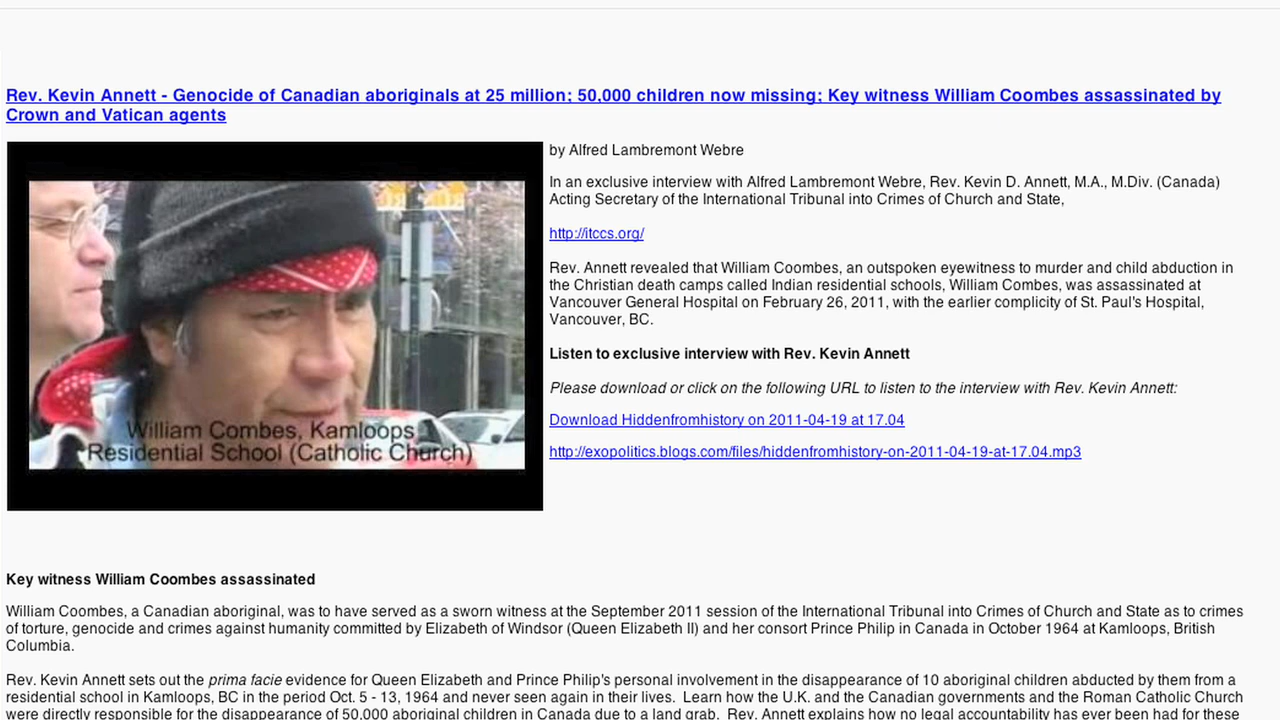 Rev. Kevin Annett - Genocide of Canadian aboriginals at 25 million; 50,000 children now missing; Key witness William Coombes assassinated by
Crown and Vatican agents
by Alfred Lambremont Webre
In an exclusive interview with Alfred Lambremont Webre, Rev. Kevin D. Annett, M.A., M.Div. (Canada)
Acting Secretary of the International Tribunal into Crimes of Church and State,
http://itccs.org/
Rev. Annett revealed that William Coombes, an outspoken eyewitness to murder and child abduction in
the Christian death camps called Indian residential schools, William Combes, was assassinated at
Vancouver General Hospital on February 26, 2011, with the earlier complicity of St. Paul's Hospital,
Vancouver, BC.
Listen to exclusive interview with Rev. Kevin Annett
Please download or click on the following URL to listen to the interview with Rev. Kevin Annett:
Download Hiddenfromhistory on 2011-04-19 at 17.04
http://exopolitics.blogs.com/files/hiddenfromhistory-on-2011-04-19-at-17.04.mp3
William Combes, Kamloops
Residential School (Catholic Church)
Key witness William Coombes assassinated
William Coombes, a Canadian aboriginal, was to have served as a sworn witness at the September 2011 session of the International Tribunal into Crimes of Church and State as to crimes
of torture, genocide and crimes against humanity committed by Elizabeth of Windsor (Queen Elizabeth II) and her consort Prince Philip in Canada in October 1964 at Kamloops, British
Columbia.
Rev. Kevin Annett sets out the prima facie evidence for Queen Elizabeth and Prince Philip's personal involvement in the disappearance of 10 aboriginal children abducted by them from a
residential school in Kamloops, BC in the period Oct. 5 - 13, 1964 and never seen again in their lives.  Learn how the U.K. and the Canadian governments and the Roman Catholic Church
were directly responsible for the disappearance of 50,000 aboriginal children in Canada due to a land grab.  Rev. Annett explains how no legal accountability has ever been had for these